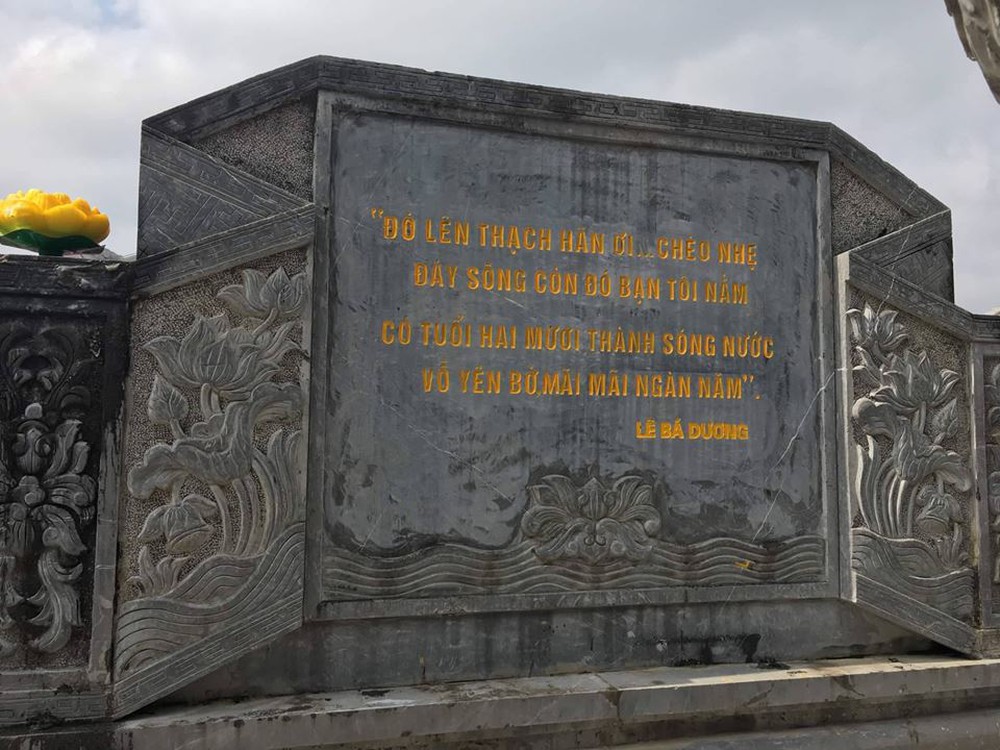 "ĐÒ LÊN THẠCH HÃN ƠI...CHÈO NHẸ
ĐÁY SÔNG CÒN ĐÓ BẠN TÔI NẰM
CÓ TUỔI HAI MƯƠI THÀNH SÓNG NƯỚC
VỖ YÊN BỜ, MÃI MÃI NGÀN NĂM".
LÊ BÁ DƯƠNG